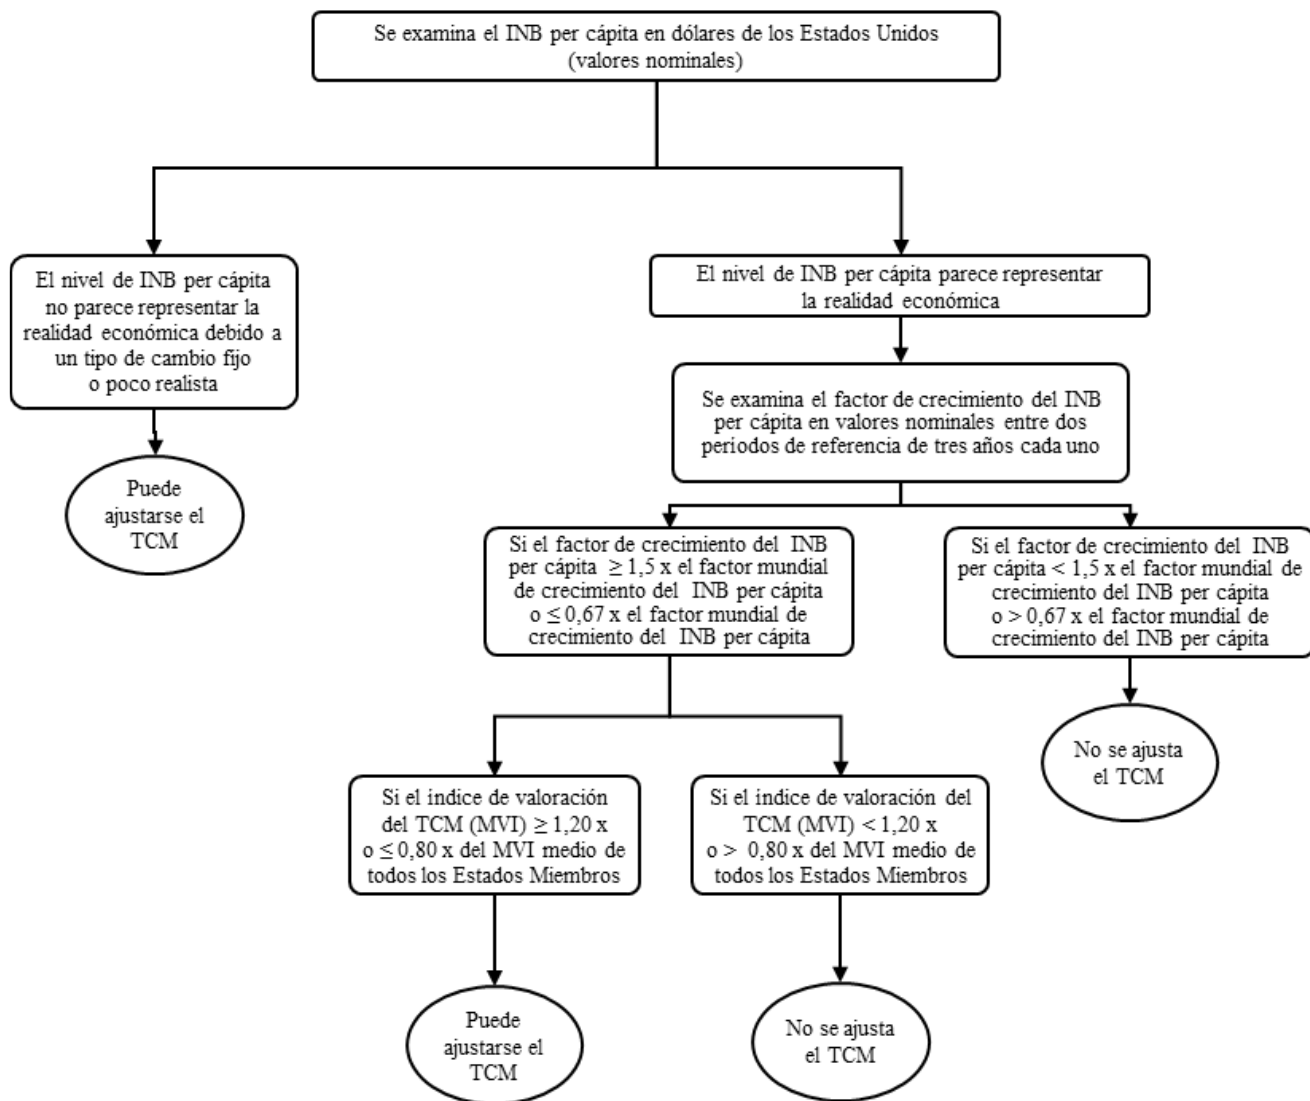 Se examina el INB per cápita en dólares de los Estados Unidos
(valores nominales)
El nivel de INB per cápita
no parece representar la
realidad económica debido a
un tipo de cambio fijo
o poco realista
El nivel de INB per cápita parece representar
la realidad económica
Se examina el factor de crecimiento del INB
per cápita en valores nominales entre dos
períodos de referencia de tres años cada uno
Puede
ajustarse el
TCM
Si el factor de crecimiento del INB
per cápita ≥ 1,5 x el factor mundial
de crecimiento del INB per cápita
o ≤ 0,67 x el factor mundial de
crecimiento del INB per cápita
Si el factor de crecimiento del INB
per cápita < 1,5 x el factor mundial de
crecimiento del INB per cápita
o > 0,67 x el factor mundial de
crecimiento del INB per cápita
No se ajusta
el TCM
Si el índice de valoración
del TCM (MVI) ≥ 1,20 x
o ≤ 0,80 x del MVI medio de
todos los Estados Miembros
Si el índice de valoración del
TCM (MVI) < 1,20 x
o > 0,80 x del MVI medio de
todos los Estados Miembros
Puede
ajustarse el
TCM
No se ajusta
el TCM